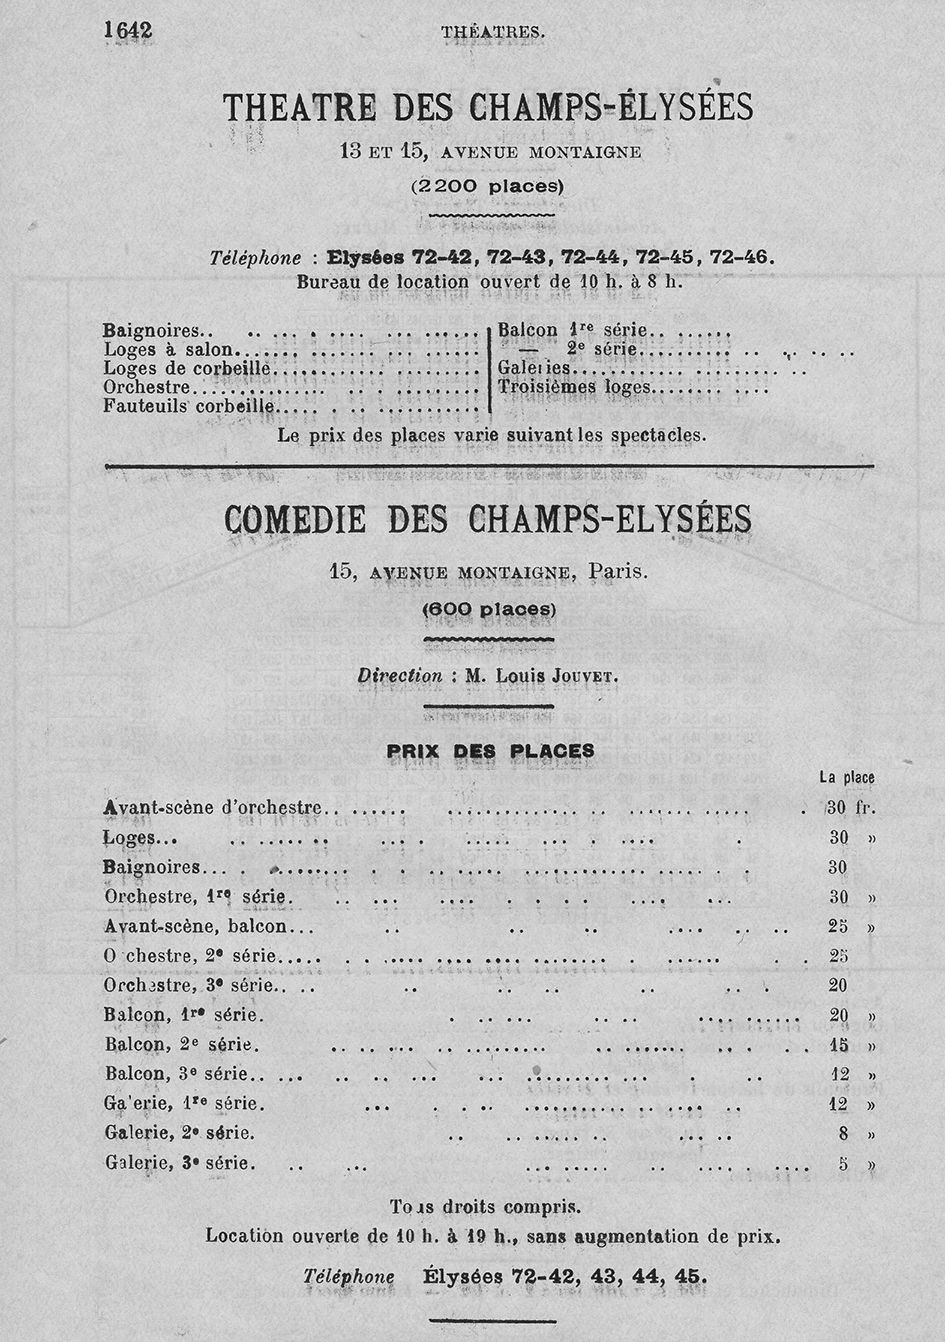 1642
THÉATRES.
THEATRE DES CHAMPS-ÉLYSÉES
13 ET 15, AVENUE MONTAIGNE
(2200 places)
Téléphone : Elysées 72-42, 72-43, 72-44, 72-45, 72-46.
Bureau de location ouvert de 10 h. à 8 h.
Baignoires
Loges à salon
Loges de corbeille
Orchestre
Fauteuils corbeille
Balcon 1re série
— 2e série
Galeries
Troisièmes loges
Le prix des places varie suivant les spectacles.
COMEDIE DES CHAMPS-ELYSÉES
15, AVENUE MONTAIGNE, Paris.
(600 places)
Direction : M. Louis JOUVET.
PRIX DES PLACES
La place
Avant-scène d'orchestre 30 fr.
Loges 30 »
Baignoires 30
Orchestre, 1re série. 30 »
Avant-scène, balcon 25 »
O chestre, 2e série 25
Orchestre, 3e série 20
Balcon, 1re série. 20 »
Balcon, 2e série. 15 »
Balcon, 3e série 12 »
Ga'erie, 1re série. 12 »
Galerie, 2e série. 8 »
Galerie, 3e série. 5 »
Tous droits compris.
Location ouverte de 10 h. à 19 h., sans augmentation de prix.
Téléphone Élysées 72-42, 43, 44, 45.